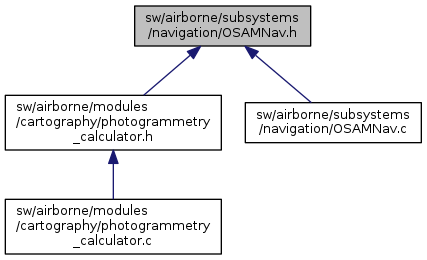 sw/airborne/subsystems
/navigation/OSAMNav.h
sw/airborne/modules
/cartography/photogrammetry
_calculator.h
sw/airborne/subsystems
/navigation/OSAMNav.c
sw/airborne/modules
/cartography/photogrammetry
_calculator.c